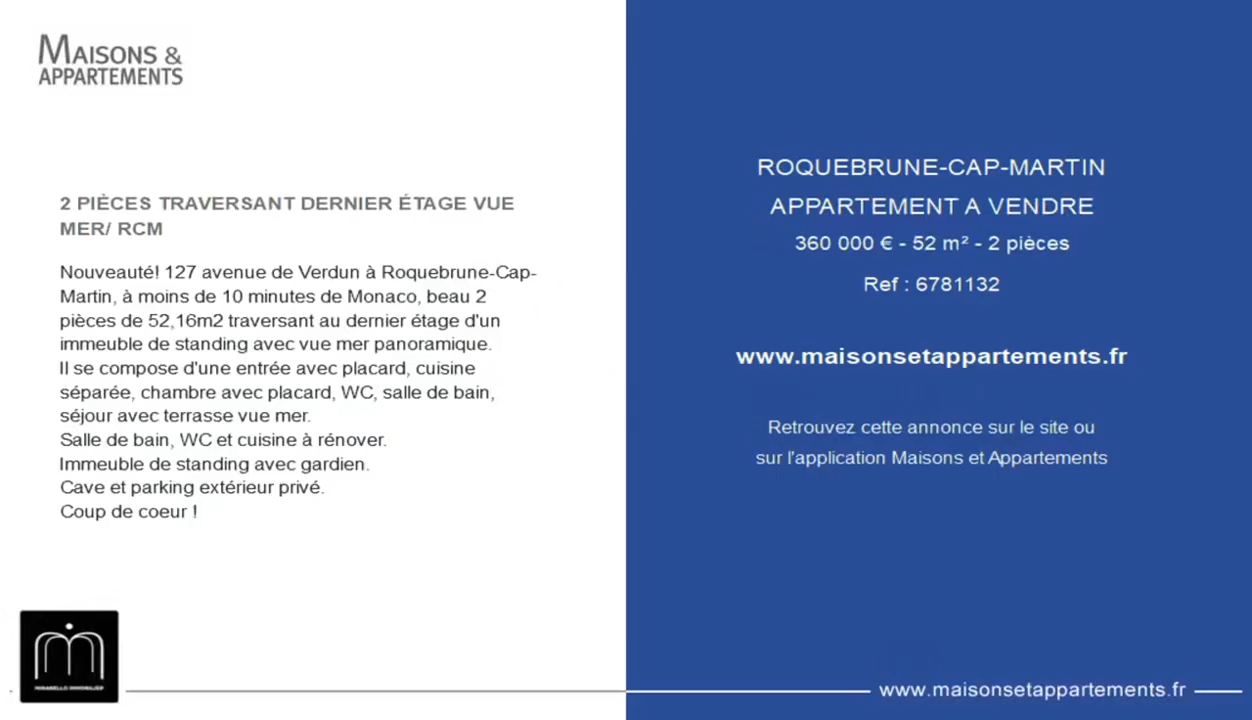 MAISONS &
APPARTEMENTS
2 PIÈCES TRAVERSANT DERNIER ÉTAGE VUE
MER/ RCM
Nouveauté! 127 avenue de Verdun à Roquebrune-Cap-
Martin, à moins de 10 minutes de Monaco, beau 2
pièces de 52,16m2 traversant au dernier étage d'un
immeuble de standing avec vue mer panoramique.
Il se compose d'une entrée avec placard, cuisine
séparée, chambre avec placard, WC, salle de bain,
séjour avec terrasse vue mer.
Salle de bain, WC et cuisine à rénover.
Immeuble de standing avec gardien.
Cave et parking extérieur privé.
Coup de coeur !
MIRABELLO IMMOBILIER
ROQUEBRUNE-CAP-MARTIN
APPARTEMENT A VENDRE
360 000 € - 52 m² - 2 pièces
Ref : 6781132
www.maisonsetappartements.fr
Retrouvez cette annonce sur le site ou
sur l'application Maisons et Appartements
www.maisonsetappartements.fr